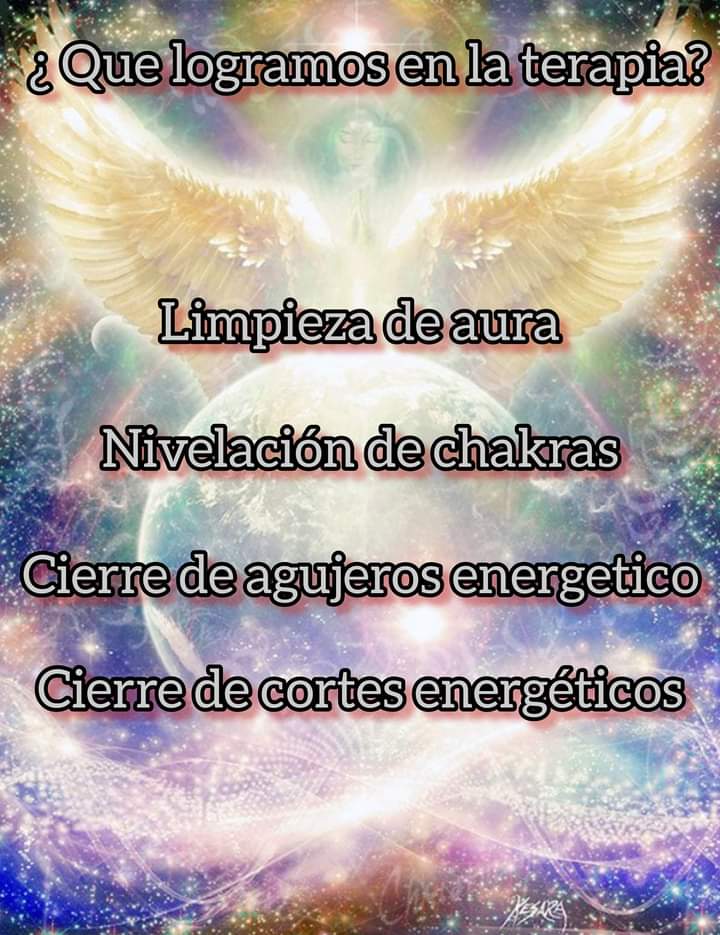 ¿ Que logramos en la terapia?
Limpieza de aura
Nivelación de chakras
Cierre de agujeros energetico
Cierre de cortes energéticos